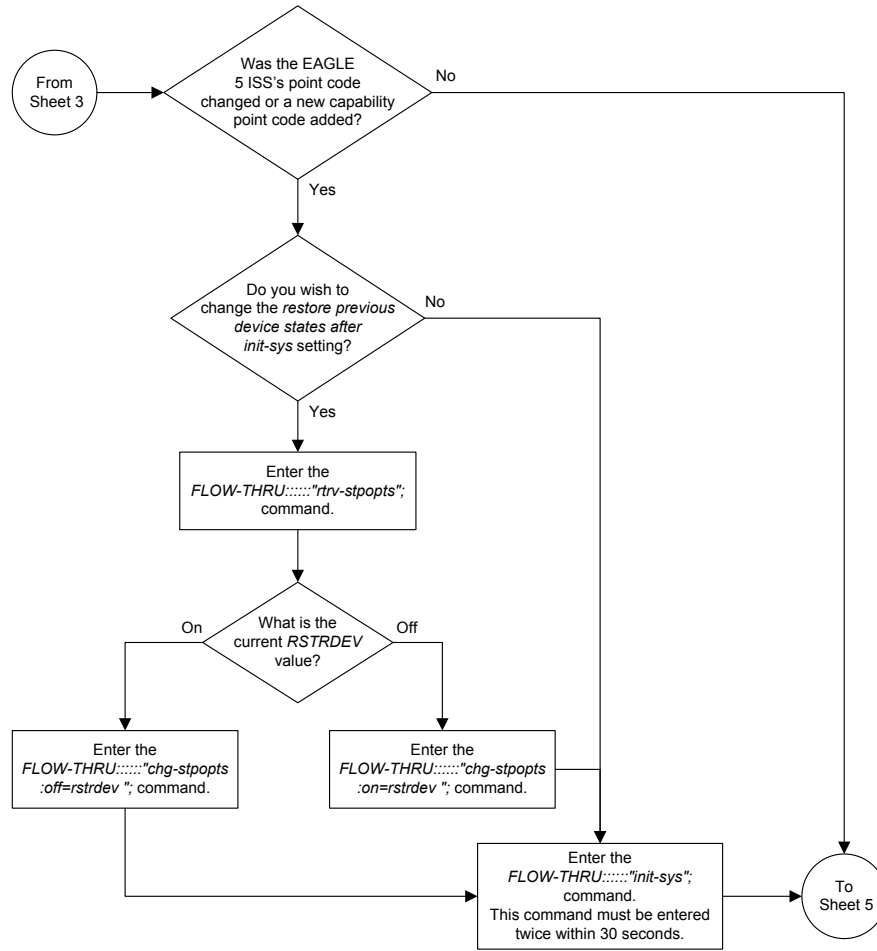 From
Sheet 3
Was the EAGLE
5 ISS's point code
changed or a new capability
point code added?
No
Yes
Do you wish to
change the restore previous
device states after
init-sys setting?
No
Yes
Enter the
FLOW-THRU::::::"rtrv-stpopts";
command.
What is the
current RSTRDEV
value?
On
Off
Enter the
FLOW-THRU::::::"chg-stpopts
:off=rstrdev "; command.
Enter the
FLOW-THRU::::::"chg-stpopts
:on=rstrdev "; command.
Enter the
FLOW-THRU::::::"init-sys";
command.
This command must be entered
twice within 30 seconds.
To
Sheet 5